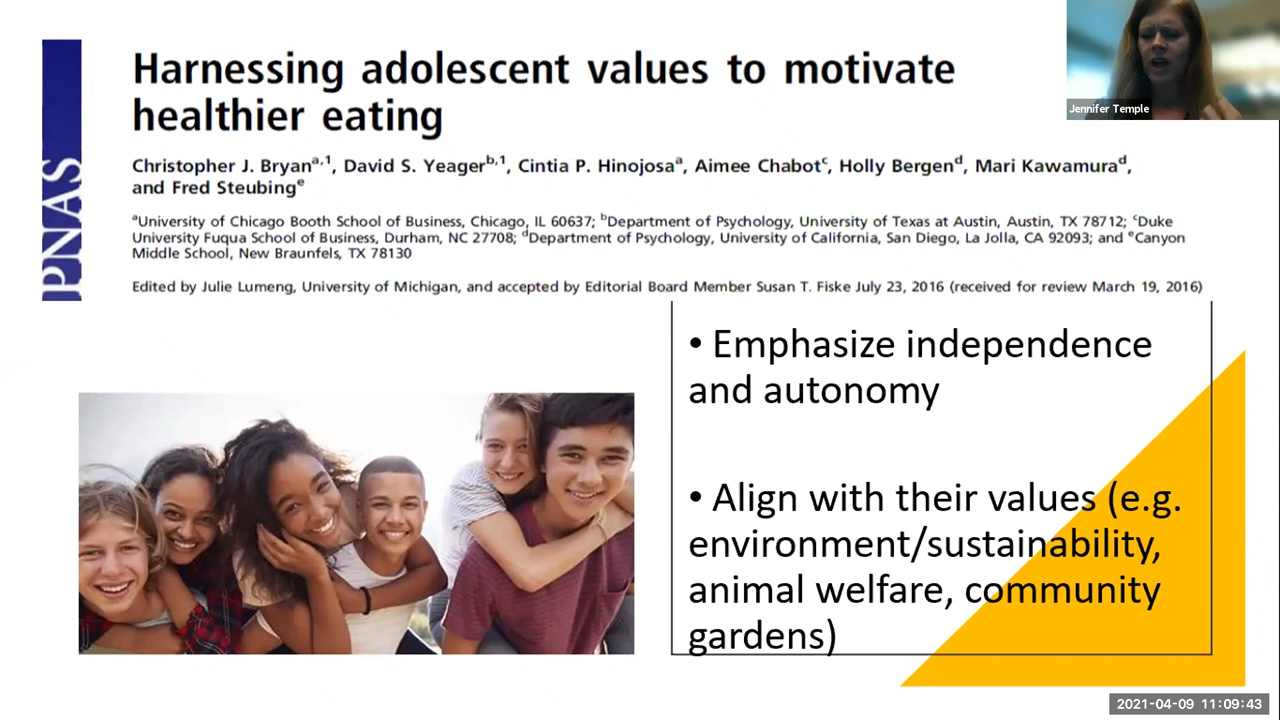 PNAS
Harnessing adolescent values to motivate
healthier eating
Christopher J. Bryanᵃ,¹, David S. Yeagerᵇ,¹, Cintia P. Hinojosaᵃ, Aimee Chabotᶜ, Holly Bergenᵈ, Mari Kawamuraᵈ,
and Fred Steubingᵉ
ᵃUniversity of Chicago Booth School of Business, Chicago, IL 60637; ᵇDepartment of Psychology, University of Texas at Austin, Austin, TX 78712; ᶜDuke
University Fuqua School of Business, Durham, NC 27708; ᵈDepartment of Psychology, University of California, San Diego, La Jolla, CA 92093; and ᵉCanyon
Middle School, New Braunfels, TX 78130
Edited by Julie Lumeng, University of Michigan, and accepted by Editorial Board Member Susan T. Fiske July 23, 2016 (received for review March 19, 2016)
Jennifer Temple
• Emphasize independence
and autonomy
• Align with their values (e.g.
environment/sustainability,
animal welfare, community
gardens)
2021-04-09 11:09:43